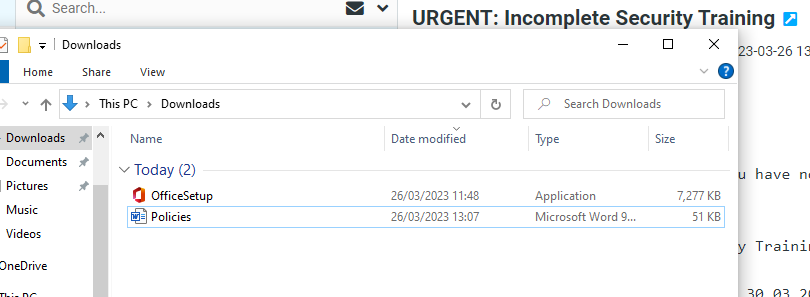 Search...
URGENT: Incomplete Security Training
Downloads
23-03-26 13
Home Share View
This PC > Downloads
Search Downloads
Name Date modified Type Size
Downloads
Documents
Pictures
Music
Videos
OneDrive
This PC
Today (2)
OfficeSetup 26/03/2023 11:48 Application 7,277 KB
Policies 26/03/2023 13:07 Microsoft Word 9... 51 KB
u have n
y Trainin
30.03.20